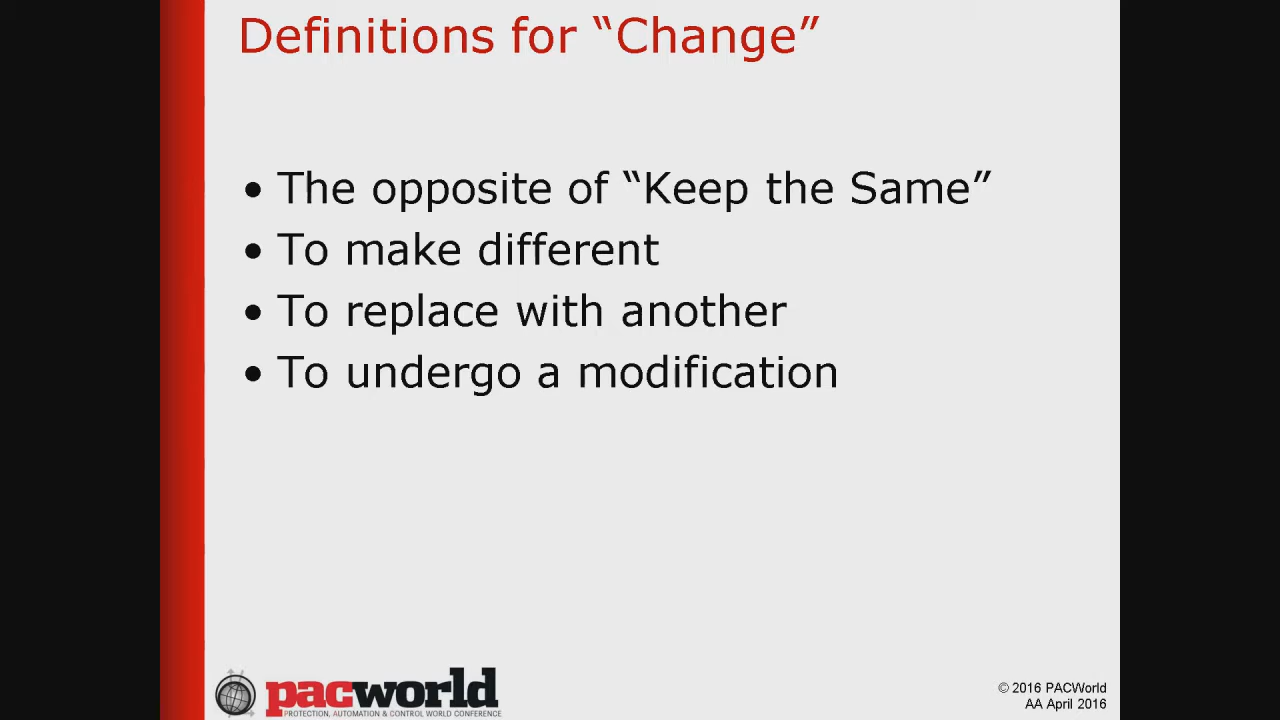 Definitions for “Change”
• The opposite of “Keep the Same”
• To make different
• To replace with another
• To undergo a modification
pacworld
PROTECTION, AUTOMATION & CONTROL WORLD CONFERENCE
© 2016 PACWorld
AA April 2016